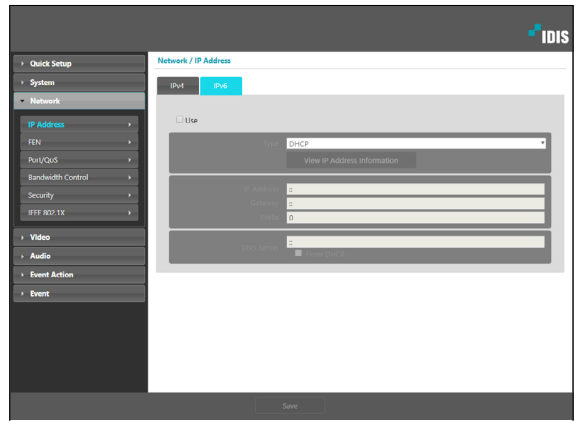 IDIS
Quick Setup
System
Network
IP Address
FEN
Port/QoS
Bandwidth Control
Security
IEEE 802.1X
Video
Audio
Event Action
Event
Network / IP Address
IPv4 IPv6
Use
Type DHCP
View IP Address Information
IP Address ::
Gateway ::
Prefix 0
DNS Server ::
Save